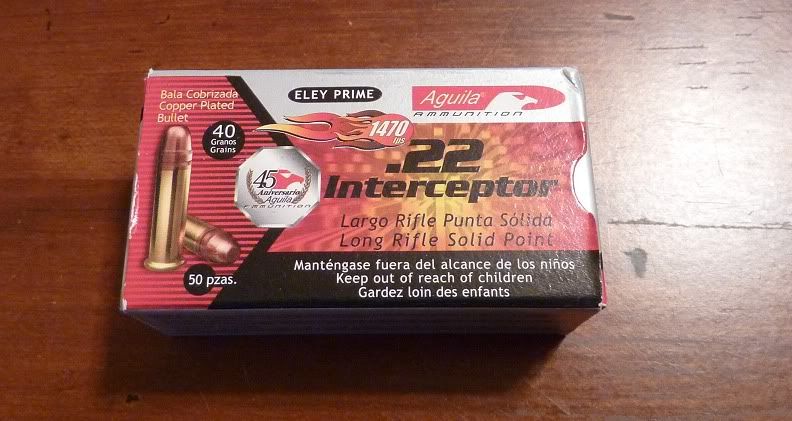 Bala Cobrizada
Copper Plated
Bullet
40
Granos
Grains
ELEY PRIME
Aguila®
AMMUNITION
1470
fps
.22
Interceptor
45
Aniversario
Aguila
AMMUNITION
Largo Rifle Punta Sólida
Long Rifle Solid Point
50 pzas.
Manténgase fuera del alcance de los niños
Keep out of reach of children
Gardez loin des enfants